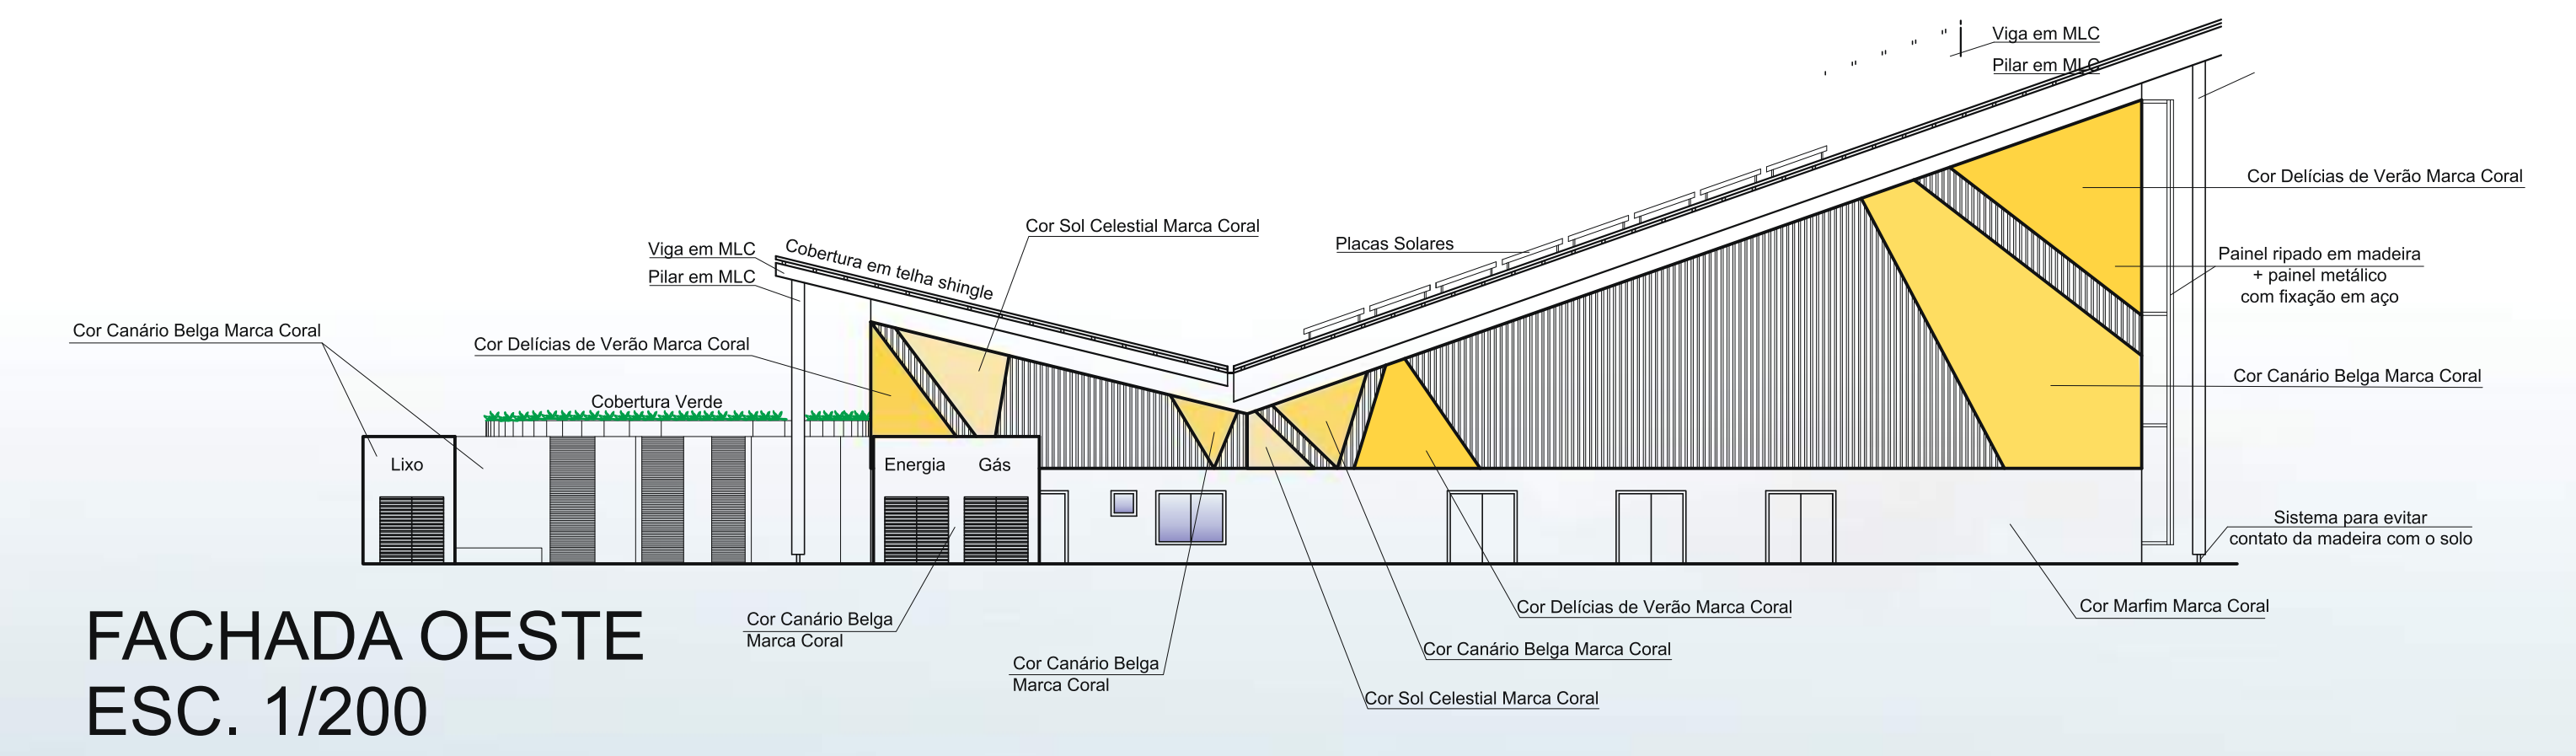 Viga em MLC
Pilar em MLC
Cor Delícias de Verão Marca Coral
Cor Sol Celestial Marca Coral
Placas Solares
Viga em MLC
Pilar em MLC
Cobertura em telha shingle
Painel ripado em madeira
+ painel metálico
com fixação em aço
Cor Canário Belga Marca Coral
Cor Delícias de Verão Marca Coral
Cor Canário Belga Marca Coral
Cobertura Verde
Lixo
Energia
Gás
Sistema para evitar
contato da madeira com o solo
Cor Canário Belga
Marca Coral
Cor Delícias de Verão Marca Coral
Cor Marfim Marca Coral
Cor Canário Belga Marca Coral
Cor Canário Belga
Marca Coral
Cor Sol Celestial Marca Coral
FACHADA OESTE
ESC. 1/200